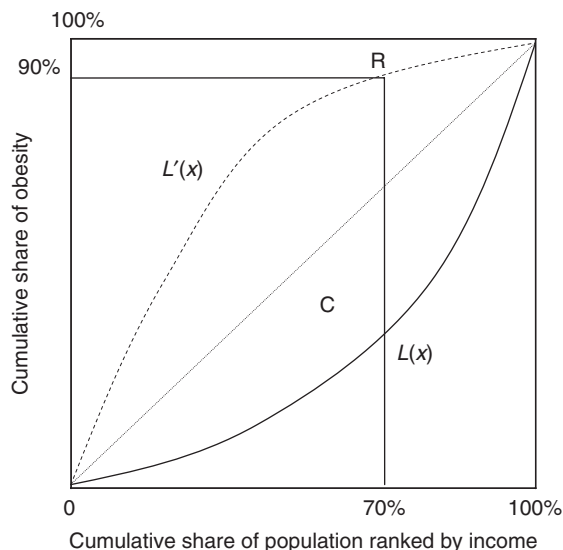 100%
90%
R
L′(x)
Cumulative share of obesity
C
L(x)
0
70%
100%
Cumulative share of population ranked by income